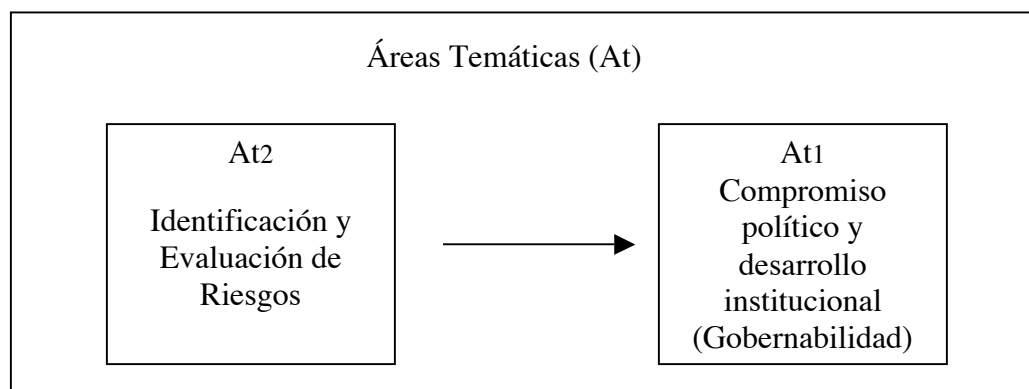 Áreas Temáticas (At)
At2
Identificación y
Evaluación de
Riesgos
At1
Compromiso
político y
desarrollo
institucional
(Gobernabilidad)